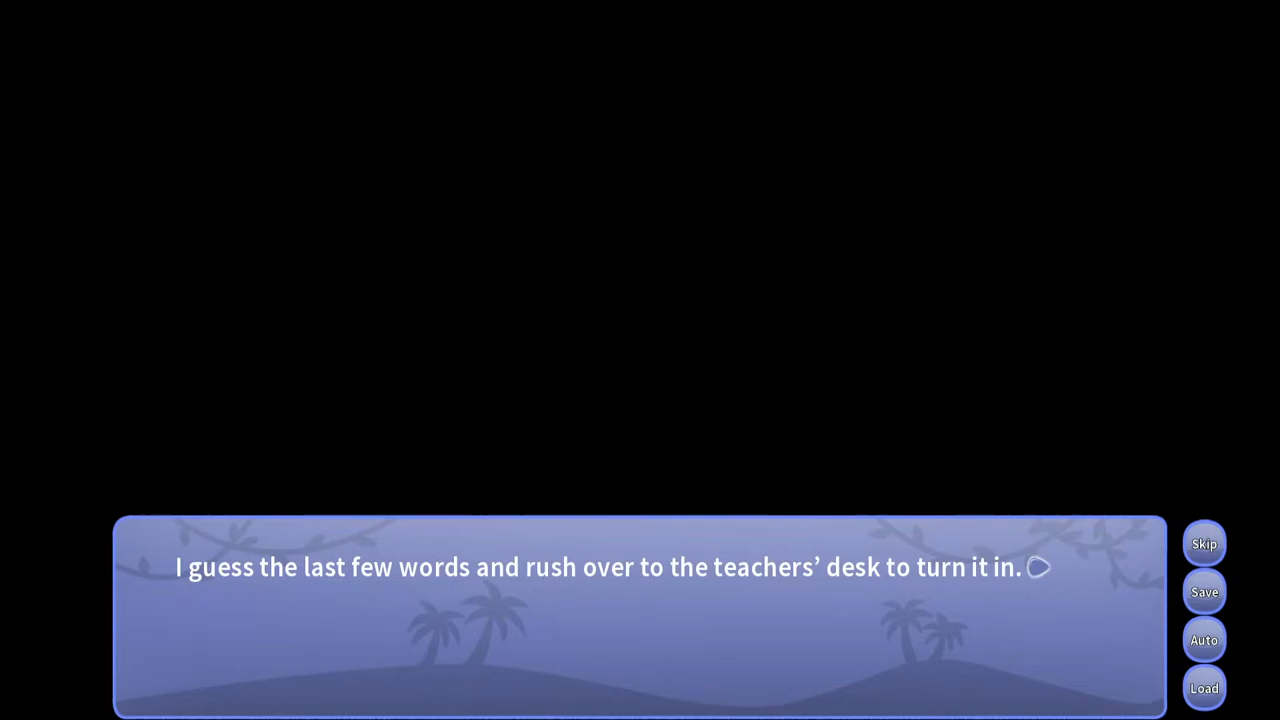 I guess the last few words and rush over to the teachers’ desk to turn it in.
Skip
Save
Auto
Load